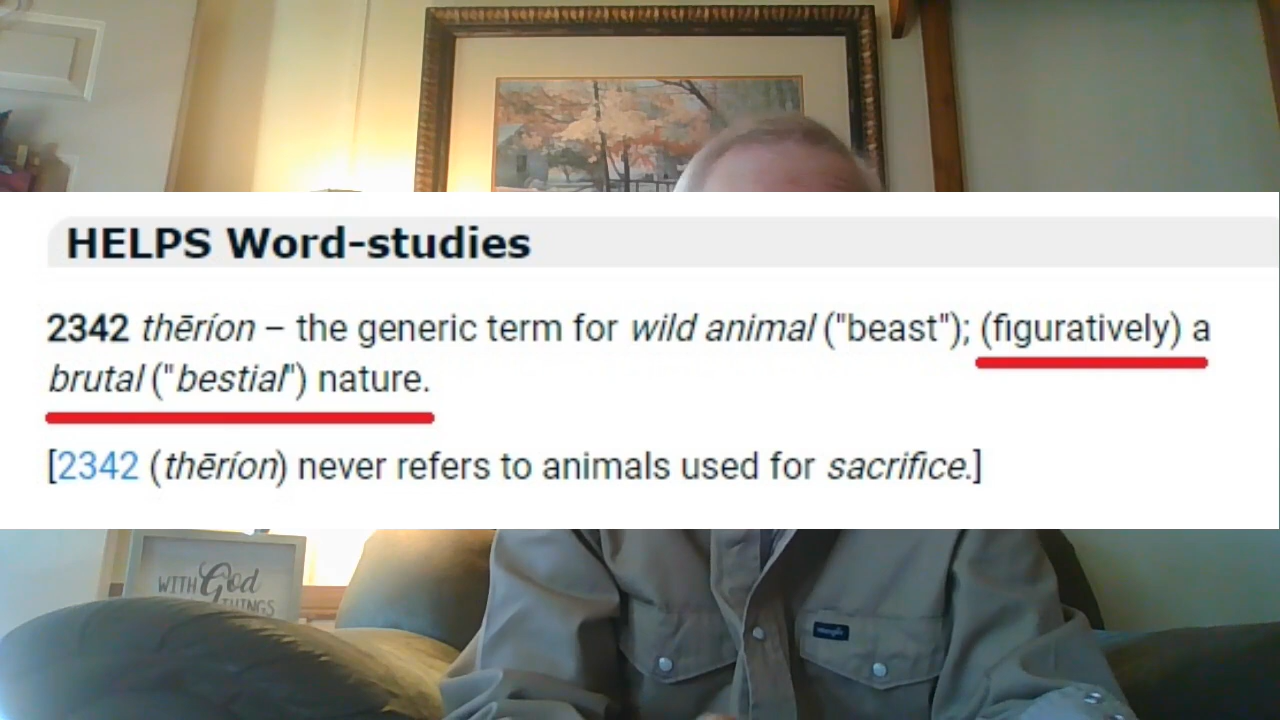 HELPS Word-studies
2342 thēríon – the generic term for wild animal ("beast"); (figuratively) a
brutal ("bestial") nature.
[2342 (thēríon) never refers to animals used for sacrifice.]
WITH God
THINGS